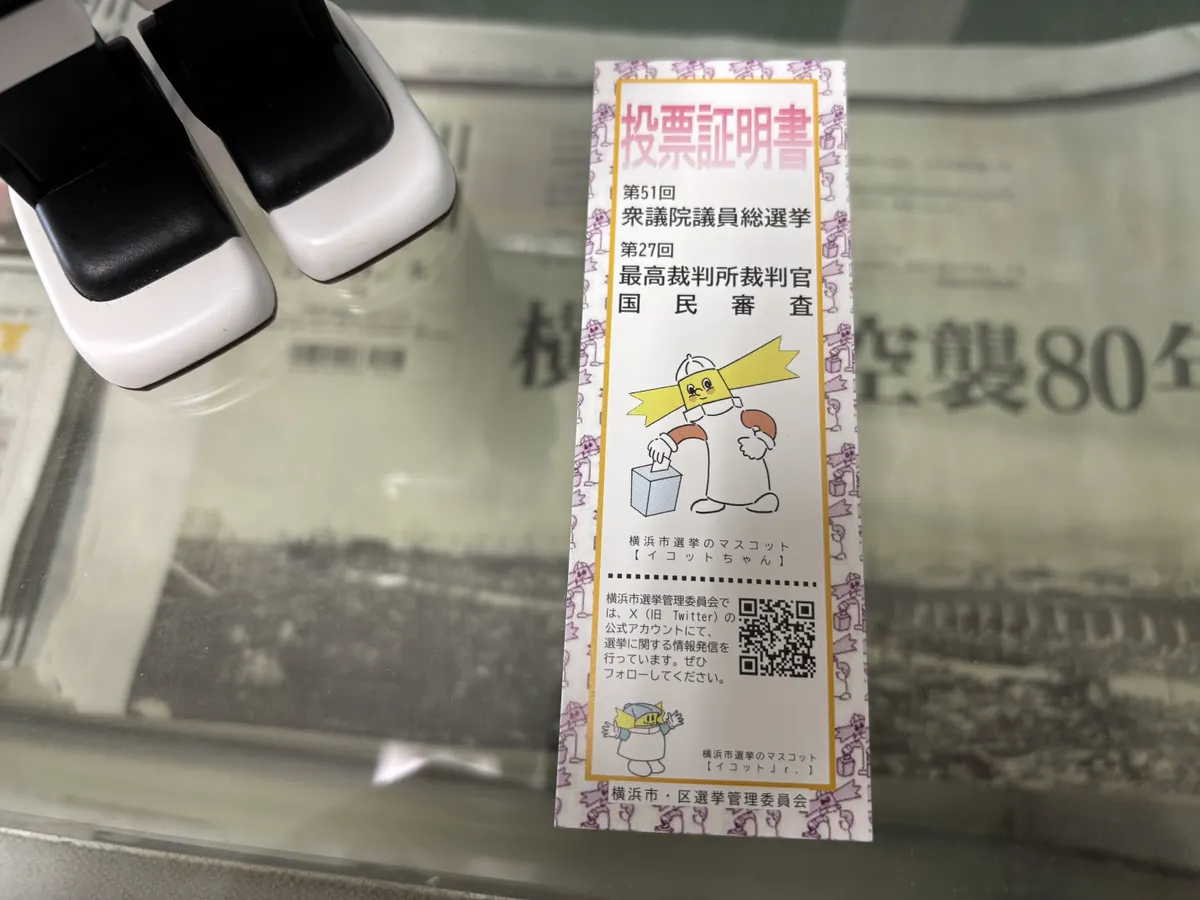 投票証明書
第51回
衆議院議員総選挙
第27回
最高裁判所裁判官
国民審査
横浜市選挙のマスコット
【イコットちゃん】
横浜市選挙管理委員会で
は、X（旧 Twitter）の
公式アカウントにて、
選挙に関する情報発信を
行っています。ぜひ
フォローしてください。
横浜市選挙のマスコット
【イコットJr.】
横浜市・区選挙管理委員会
横
空襲80年